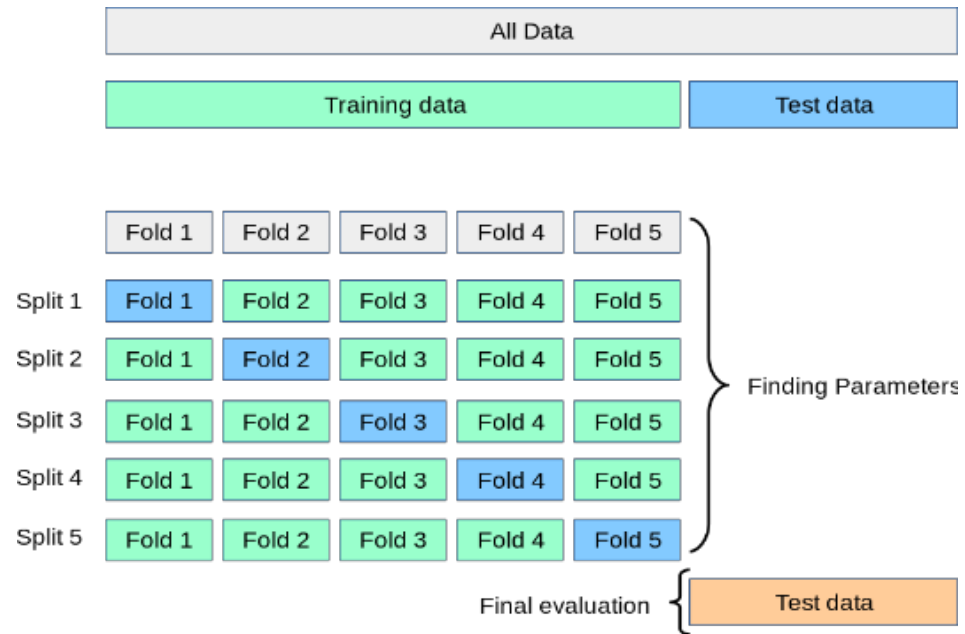 All Data
Training data Test data
Fold 1 Fold 2 Fold 3 Fold 4 Fold 5
Split 1 Fold 1 Fold 2 Fold 3 Fold 4 Fold 5
Split 2 Fold 1 Fold 2 Fold 3 Fold 4 Fold 5
Finding Parameters
Split 3 Fold 1 Fold 2 Fold 3 Fold 4 Fold 5
Split 4 Fold 1 Fold 2 Fold 3 Fold 4 Fold 5
Split 5 Fold 1 Fold 2 Fold 3 Fold 4 Fold 5
Final evaluation Test data